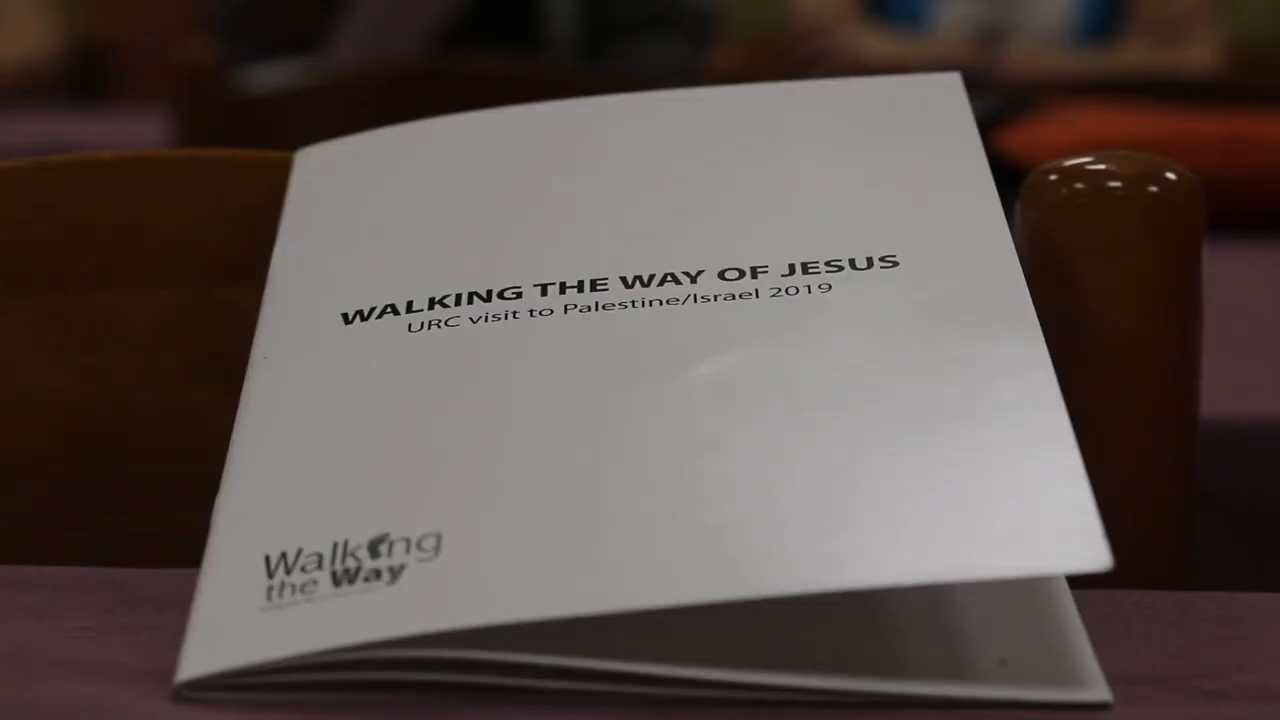 WALKING THE WAY OF JESUS
URC visit to Palestine/Israel 2019
Walking
the Way